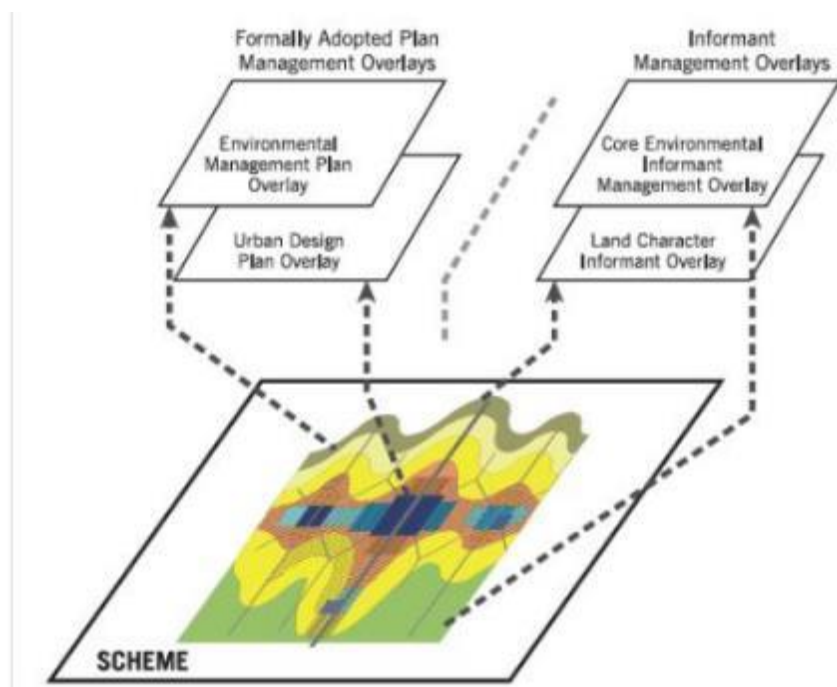 Formally Adopted Plan
Management Overlays
Environmental
Management Plan
Overlay
Urban Design
Plan Overlay
Informant
Management Overlays
Core Environmental
Informant
Management Overlay
Land Character
Informant Overlay
SCHEME